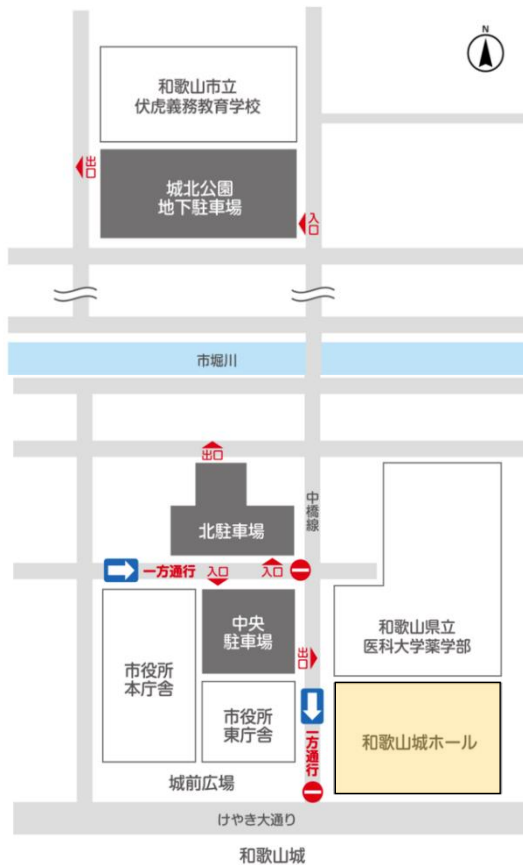 N
和歌山市立
伏虎義務教育学校
出口
城北公園
地下駐車場
入口
市堀川
出口
中橋線
北駐車場
一方通行
入口
入口
中央
駐車場
出口
和歌山県立
医科大学薬学部
市役所
本庁舎
市役所
東庁舎
一方通行
和歌山城ホール
城前広場
けやき大通り
和歌山城